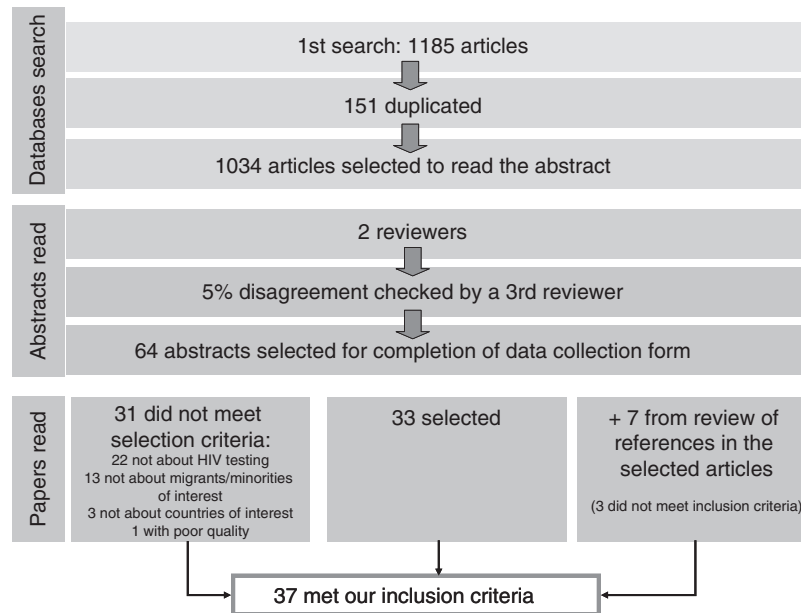 Databases search
1st search: 1185 articles
151 duplicated
1034 articles selected to read the abstract
Abstracts read
2 reviewers
5% disagreement checked by a 3rd reviewer
64 abstracts selected for completion of data collection form
Papers read
31 did not meet
selection criteria:
22 not about HIV testing
13 not about migrants/minorities
of interest
3 not about countries of interest
1 with poor quality
33 selected
+ 7 from review of
references in the
selected articles
(3 did not meet inclusion criteria)
37 met our inclusion criteria